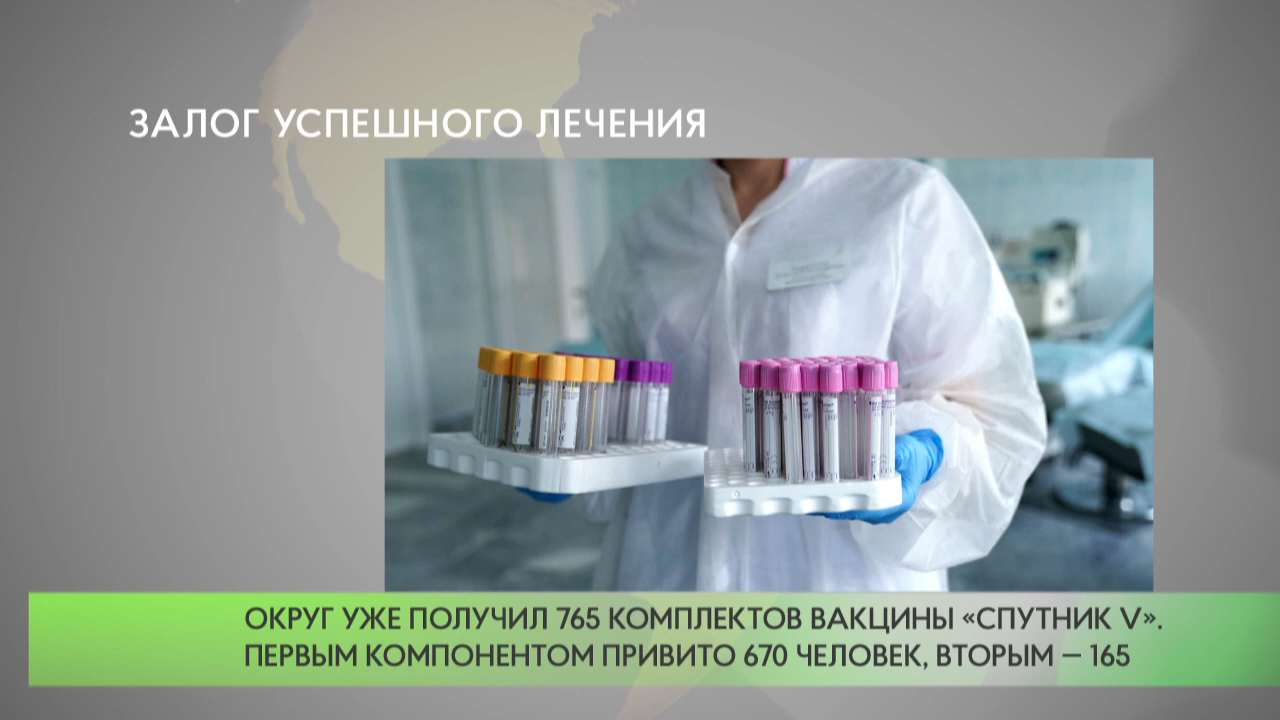 ЗАЛОГ УСПЕШНОГО ЛЕЧЕНИЯ
ОКРУГ УЖЕ ПОЛУЧИЛ 765 КОМПЛЕКТОВ ВАКЦИНЫ «СПУТНИК V».
ПЕРВЫМ КОМПОНЕНТОМ ПРИВИТО 670 ЧЕЛОВЕК, ВТОРЫМ – 165